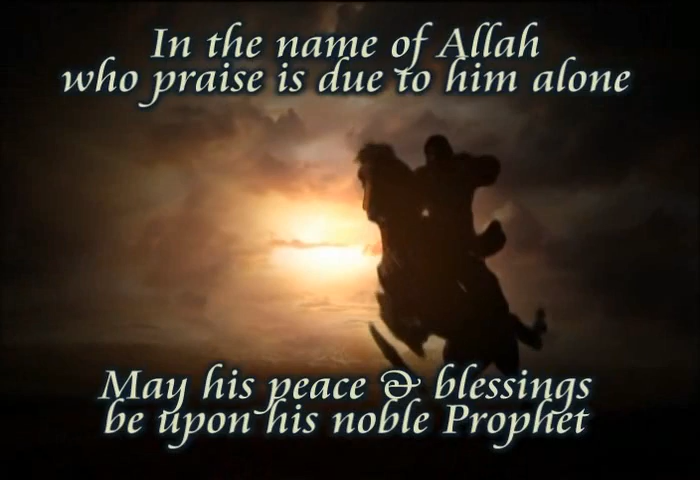 In the name of Allah
who praise is due to him alone
May his peace & blessings
be upon his noble Prophet